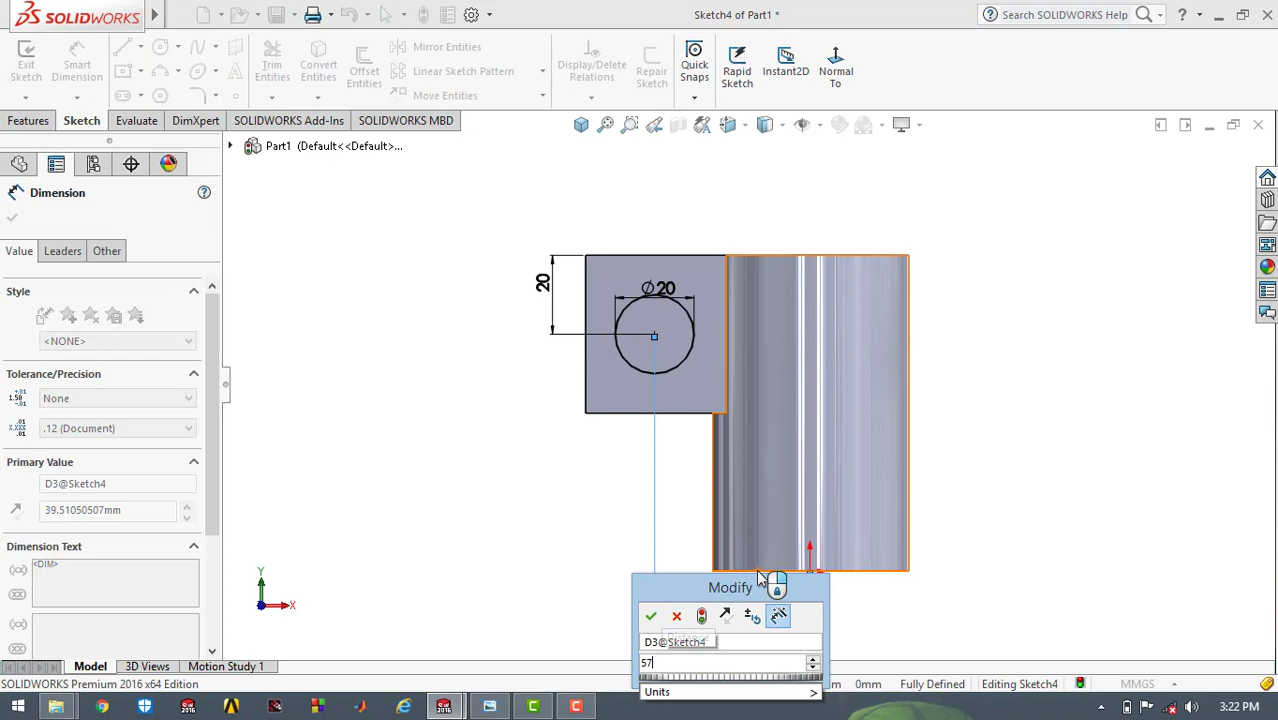 SOLIDWORKS
Sketch4 of Part1 *
Search SOLIDWORKS Help
Exit Sketch
Smart Dimension
Trim Entities
Convert Entities
Offset Entities
Mirror Entities
Linear Sketch Pattern
Move Entities
Display/Delete Relations
Repair Sketch
Quick Snaps
Rapid Sketch
Instant2D
Normal To
Features
Sketch
Evaluate
DimXpert
SOLIDWORKS Add-Ins
SOLIDWORKS MBD
Part1 (Default<<Default>...
Dimension
Value
Leaders
Other
Style
<NONE>
Tolerance/Precision
None
.12 (Document)
Primary Value
D3@Sketch4
39.51050507mm
Dimension Text
<DIM>
20
∅20
Y
X
Modify
D3@Sketch4
57
Units
Model
3D Views
Motion Study 1
SOLIDWORKS Premium 2016 x64 Edition
0mm
Fully Defined
Editing Sketch4
MMGS
3:22 PM